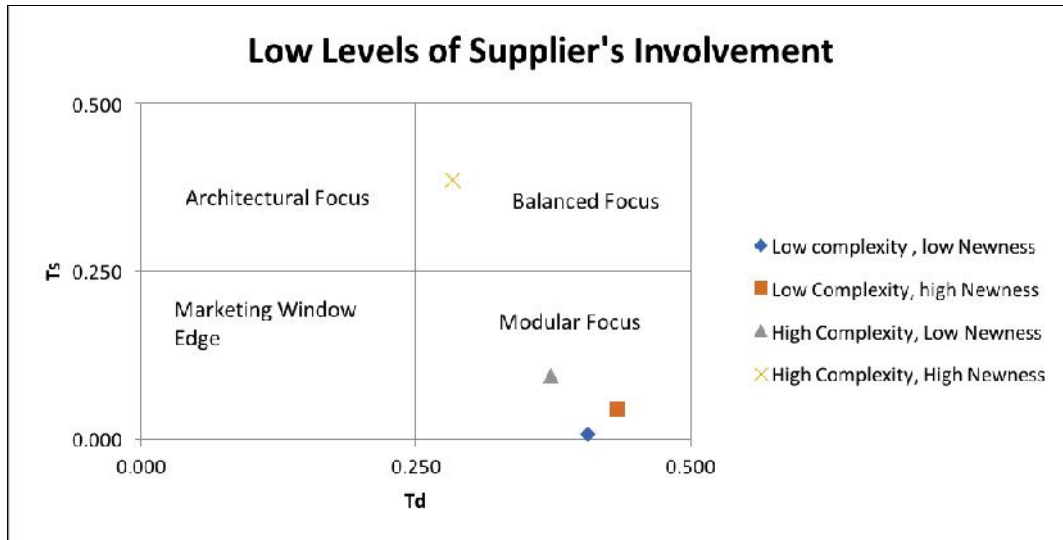 Low Levels of Supplier's Involvement
0.500
Architectural Focus
Balanced Focus
Ts
0.250
Marketing Window
Edge
Modular Focus
0.000
0.000
0.250
0.500
Td
Low complexity , low Newness
Low Complexity, high Newness
High Complexity, Low Newness
High Complexity, High Newness